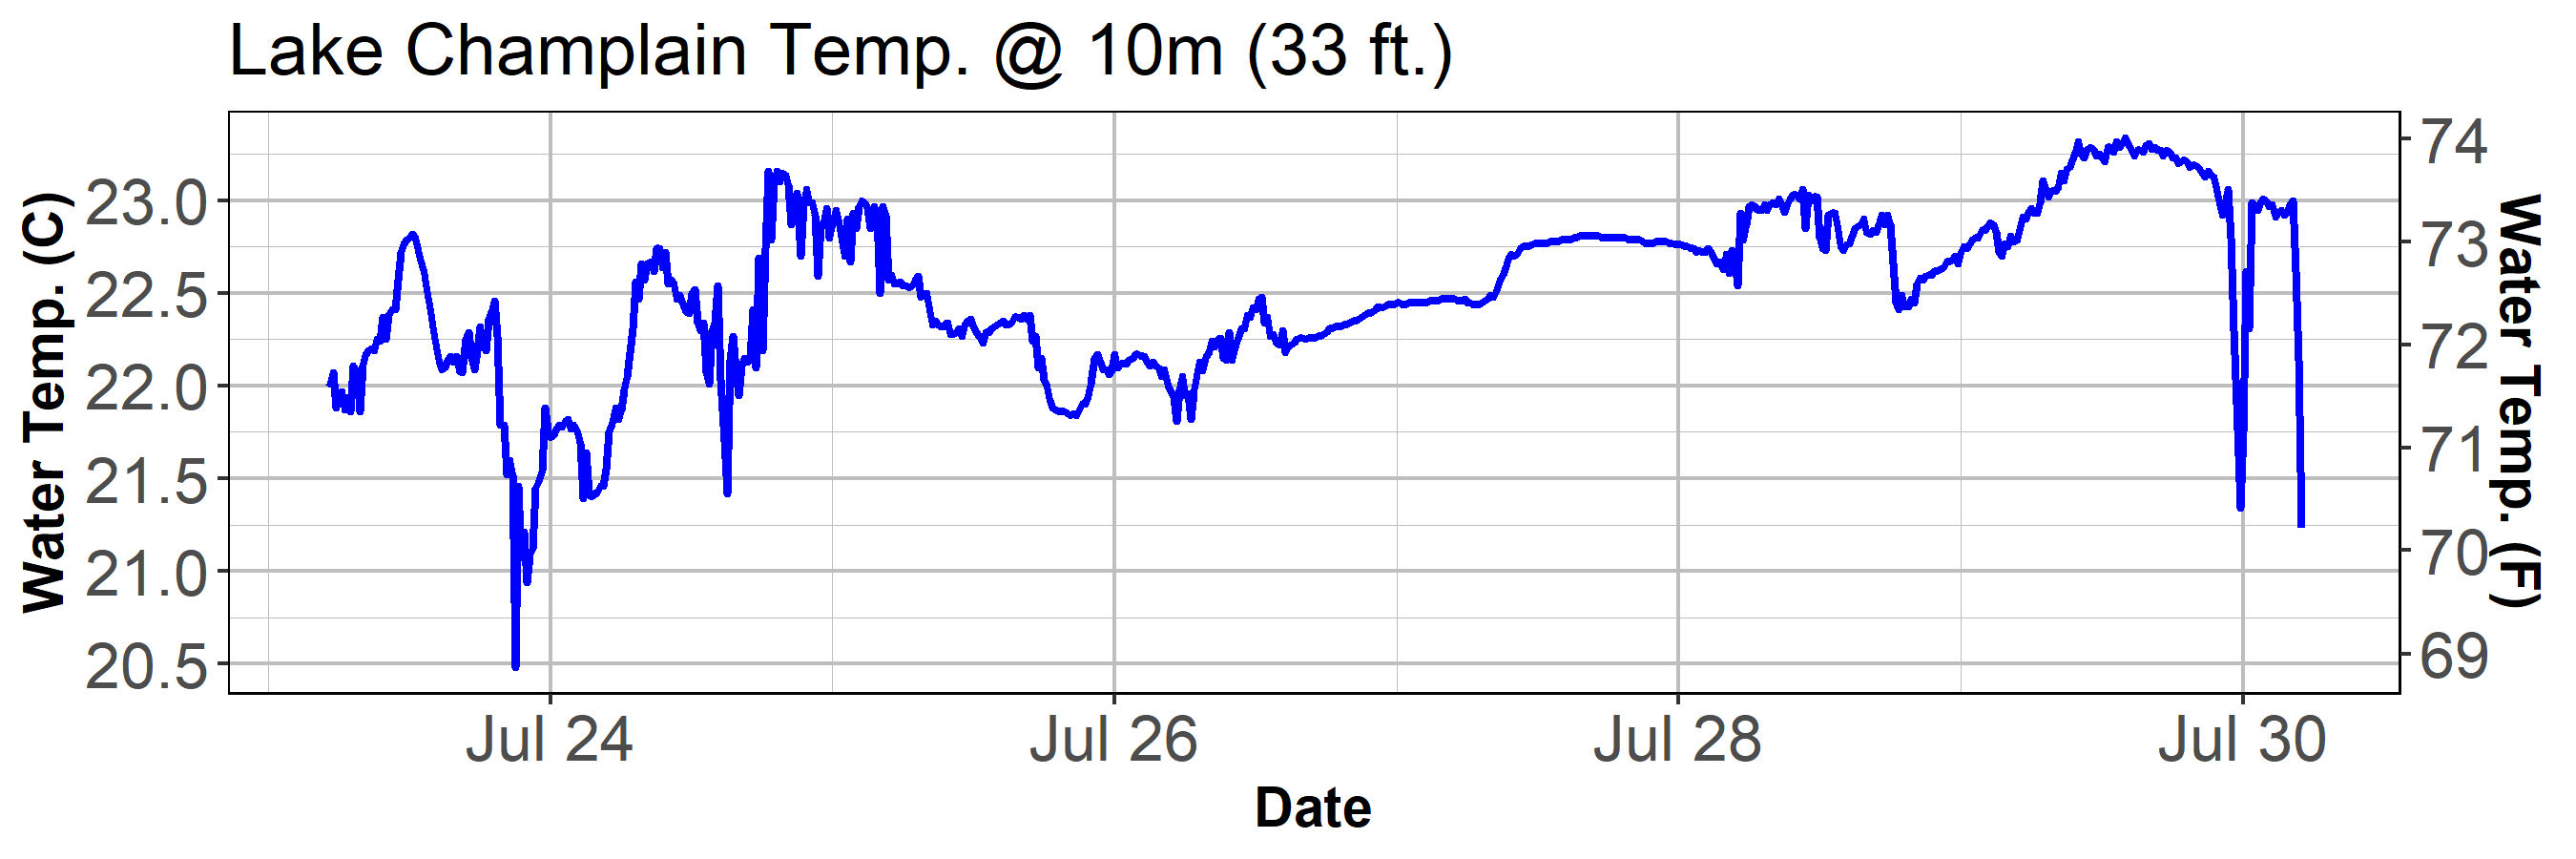 Lake Champlain Temp. @ 10m (33 ft.)
Water Temp. (C)
23.0
22.5
22.0
21.5
21.0
20.5
74
73
72
71
70
69
Water Temp. (F)
Jul 24
Jul 26
Jul 28
Jul 30
Date